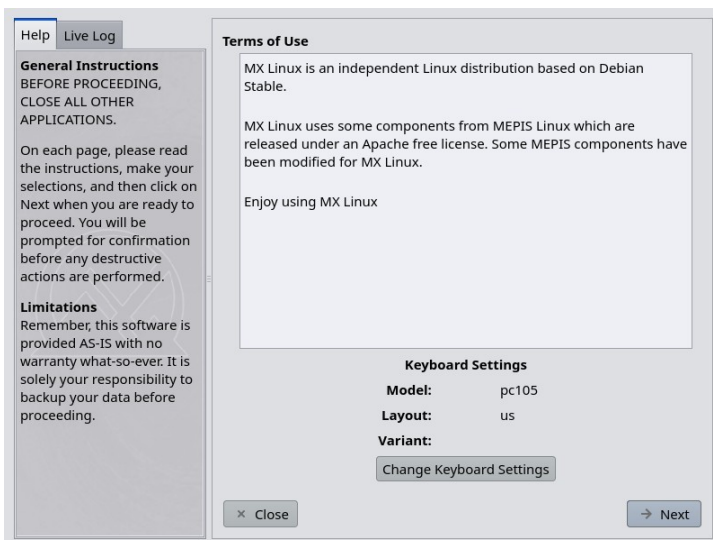 Help
Live Log
General Instructions
BEFORE PROCEEDING,
CLOSE ALL OTHER
APPLICATIONS.
On each page, please read
the instructions, make your
selections, and then click on
Next when you are ready to
proceed. You will be
prompted for confirmation
before any destructive
actions are performed.
Limitations
Remember, this software is
provided AS-IS with no
warranty what-so-ever. It is
solely your responsibility to
backup your data before
proceeding.
Terms of Use
MX Linux is an independent Linux distribution based on Debian
Stable.
MX Linux uses some components from MEPIS Linux which are
released under an Apache free license. Some MEPIS components have
been modified for MX Linux.
Enjoy using MX Linux
Keyboard Settings
Model: pc105
Layout: us
Variant:
Change Keyboard Settings
Close
Next